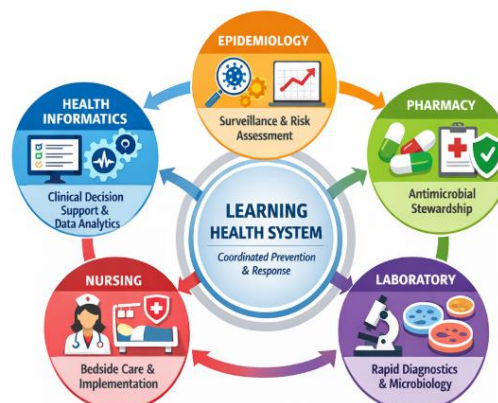 EPIDEMIOLOGY
Surveillance & Risk
Assessment
HEALTH
INFORMATICS
Clinical Decision
Support &
Data Analytics
PHARMACY
Antimicrobial
Stewardship
LEARNING
HEALTH SYSTEM
Coordinated Prevention
& Response
NURSING
Bedside Care &
Implementation
LABORATORY
Rapid Diagnostics
& Microbiology